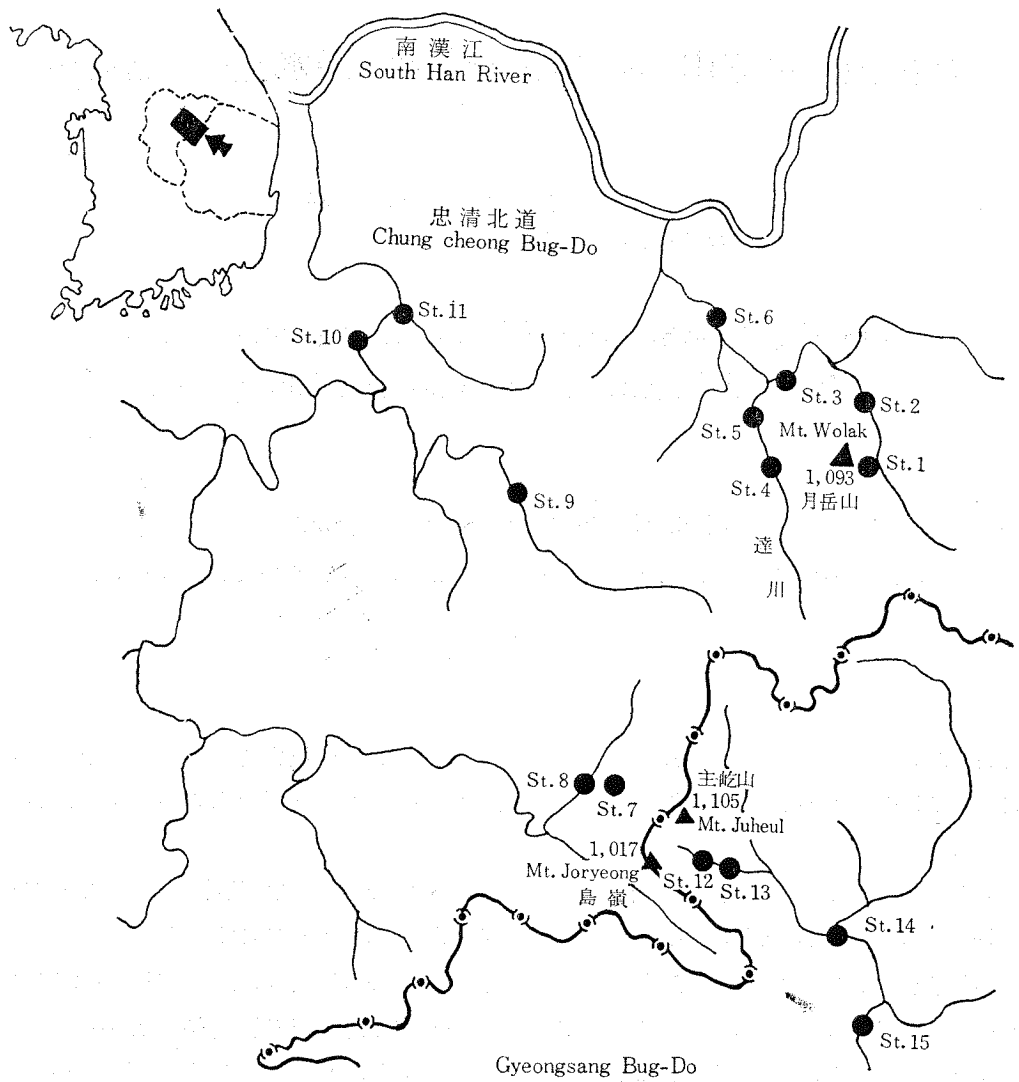 南漢江
South Han River
忠清北道
Chung cheong Bug-Do
St.11
St.10
St.6
St.3
St.2
St.5
Mt. Wolak
St.1
St.4
1,093
月岳山
St.9
達
川
主屹山
1,105
Mt. Juheul
St.8
St.7
1,017
Mt. Joryeong
St.12
St.13
島嶺
St.14
St.15
Gyeongsang Bug-Do